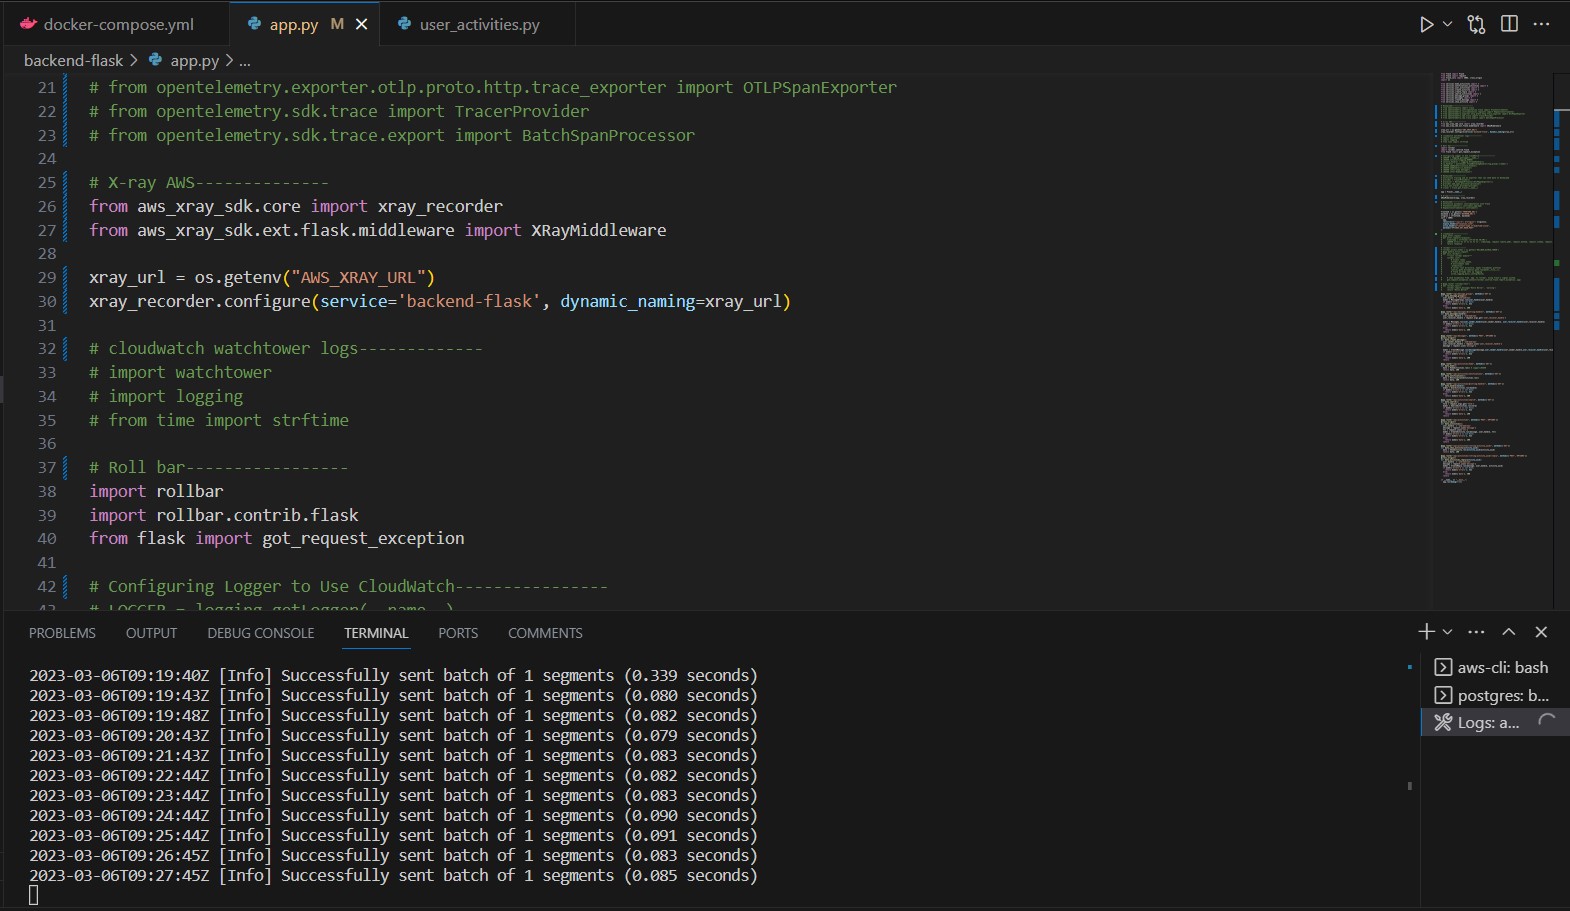 docker-compose.yml
app.py M
user_activities.py
backend-flask > app.py > ...
21 # from opentelemetry.exporter.otlp.proto.http.trace_exporter import OTLPSpanExporter
22 # from opentelemetry.sdk.trace import TracerProvider
23 # from opentelemetry.sdk.trace.export import BatchSpanProcessor
24
25 # X-ray AWS--------------
26 from aws_xray_sdk.core import xray_recorder
27 from aws_xray_sdk.ext.flask.middleware import XRayMiddleware
28
29 xray_url = os.getenv("AWS_XRAY_URL")
30 xray_recorder.configure(service='backend-flask', dynamic_naming=xray_url)
31
32 # cloudwatch watchtower logs-------------
33 # import watchtower
34 # import logging
35 # from time import strftime
36
37 # Roll bar-----------------
38 import rollbar
39 import rollbar.contrib.flask
40 from flask import got_request_exception
41
42 # Configuring Logger to Use CloudWatch----------------
43 # LOGGER = logging.getLogger(__name__)
PROBLEMS OUTPUT DEBUG CONSOLE TERMINAL PORTS COMMENTS
2023-03-06T09:19:40Z [Info] Successfully sent batch of 1 segments (0.339 seconds)
2023-03-06T09:19:43Z [Info] Successfully sent batch of 1 segments (0.080 seconds)
2023-03-06T09:19:48Z [Info] Successfully sent batch of 1 segments (0.082 seconds)
2023-03-06T09:20:43Z [Info] Successfully sent batch of 1 segments (0.079 seconds)
2023-03-06T09:21:43Z [Info] Successfully sent batch of 1 segments (0.083 seconds)
2023-03-06T09:22:44Z [Info] Successfully sent batch of 1 segments (0.082 seconds)
2023-03-06T09:23:44Z [Info] Successfully sent batch of 1 segments (0.083 seconds)
2023-03-06T09:24:44Z [Info] Successfully sent batch of 1 segments (0.090 seconds)
2023-03-06T09:25:44Z [Info] Successfully sent batch of 1 segments (0.091 seconds)
2023-03-06T09:26:45Z [Info] Successfully sent batch of 1 segments (0.083 seconds)
2023-03-06T09:27:45Z [Info] Successfully sent batch of 1 segments (0.085 seconds)
aws-cli: bash
postgres: b...
Logs: a...